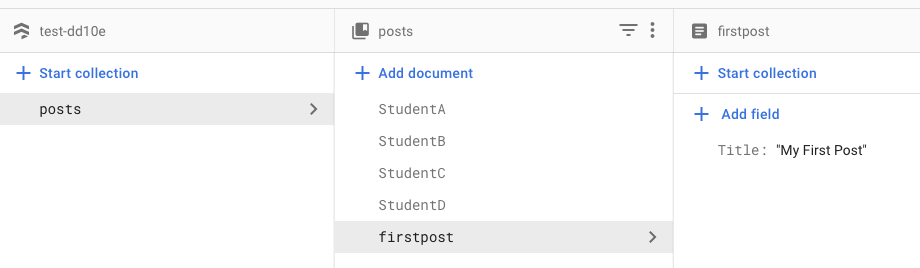 test-dd10e
Start collection
posts
posts
Add document
StudentA
StudentB
StudentC
StudentD
firstpost
firstpost
Start collection
Add field
Title: "My First Post"